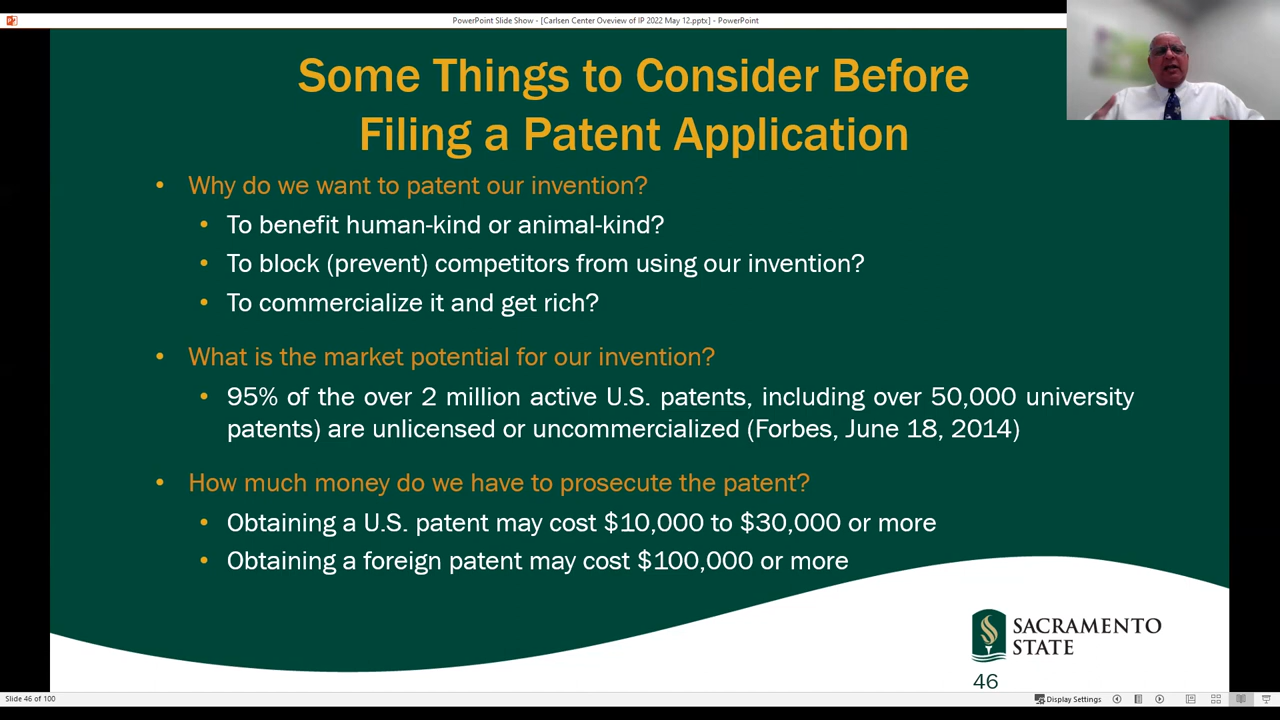 PowerPoint Slide Show - [Carlsen Center Oveview of IP 2022 May 12.pptx] - PowerPoint
Some Things to Consider Before
Filing a Patent Application
• Why do we want to patent our invention?
• To benefit human-kind or animal-kind?
• To block (prevent) competitors from using our invention?
• To commercialize it and get rich?
• What is the market potential for our invention?
• 95% of the over 2 million active U.S. patents, including over 50,000 university
patents) are unlicensed or uncommercialized (Forbes, June 18, 2014)
• How much money do we have to prosecute the patent?
• Obtaining a U.S. patent may cost $10,000 to $30,000 or more
• Obtaining a foreign patent may cost $100,000 or more
SACRAMENTO
STATE
46
Slide 46 of 100
Display Settings